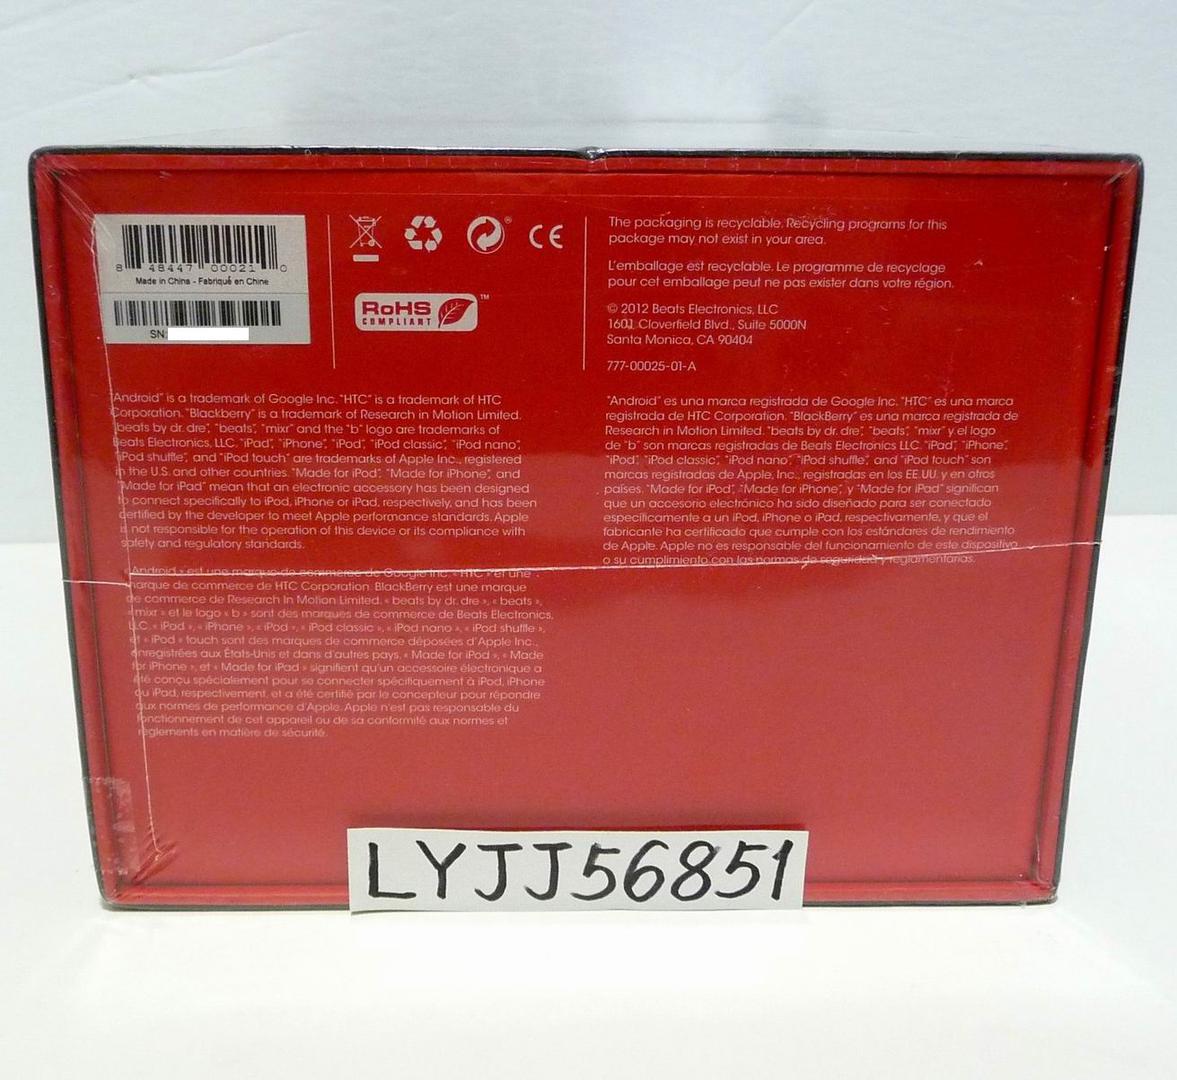 8 48447 00021 0
Made in China - Fabriqué en Chine
SN:
RoHS
COMPLIANT
™
®
CE
The packaging is recyclable. Recycling programs for this
package may not exist in your area.
L'emballage est recyclable. Le programme de recyclage
pour cet emballage peut ne pas exister dans votre région.
© 2012 Beats Electronics, LLC
1601 Cloverfield Blvd., Suite 5000N
Santa Monica, CA 90404
777-00025-01-A
"Android" is a trademark of Google Inc. "HTC" is a trademark of HTC
Corporation. "Blackberry" is a trademark of Research in Motion Limited.
"beats by dr. dre", "beats", "mixr" and the "b" logo are trademarks of
Beats Electronics, LLC. "iPad", "iPhone", "iPod", "iPod classic", "iPod nano",
"iPod shuffle", and "iPod touch" are trademarks of Apple Inc., registered
in the U.S. and other countries. "Made for iPod", "Made for iPhone", and
"Made for iPad" mean that an electronic accessory has been designed
to connect specifically to iPod, iPhone or iPad, respectively, and has been
certified by the developer to meet Apple performance standards. Apple
is not responsible for the operation of this device or its compliance with
safety and regulatory standards.
« Android » est une marque de commerce de Google Inc. « HTC » et une
marque de commerce de HTC Corporation. BlackBerry est une marque
de commerce de Research In Motion Limited. « beats by dr. dre », « beats »,
« mixr » et le logo « b » sont des marques de commerce de Beats Electronics,
LLC. « iPad », « iPhone », « iPod », « iPod classic », « iPod nano », « iPod shuffle »,
et « iPod » touch sont des marques de commerce déposées d'Apple Inc.,
enregistrées aux États-Unis et dans d'autres pays. « Made for iPod », « Made
for iPhone », et « Made for iPad » signifient qu'un accessoire électronique a
été conçu spécialement pour se connecter spécifiquement à iPod, iPhone
ou iPad, respectivement, et a été certifié par le concepteur pour répondre
aux normes de performance d'Apple. Apple n'est pas responsable du
fonctionnement de cet appareil ou de sa conformité aux normes et
règlements en matière de sécurité.
"Android" es una marca registrada de Google Inc. "HTC" es una marca
registrada de HTC Corporation. "BlackBerry" es una marca registrada de
Research in Motion Limited. "beats by dr. dre", "beats", "mixr" y el logo
de "b" son marcas registradas de Beats Electronics LLC. "iPad", "iPhone",
"iPod", "iPod classic", "iPod nano", "iPod shuffle", and "iPod touch" son
marcas registradas de Apple, Inc., registradas en los EE.UU. y en otros
países. "Made for iPod", "Made for iPhone", y "Made for iPad" significan
que un accesorio electrónico ha sido diseñado para ser conectado
específicamente a un iPod, iPhone o iPad, respectivamente, y que el
fabricante ha certificado que cumple con los estándares de rendimiento
de Apple. Apple no es responsable del funcionamiento de este dispositivo
o su cumplimiento con las normas de seguridad y reglamentarias.
LYJJ56851